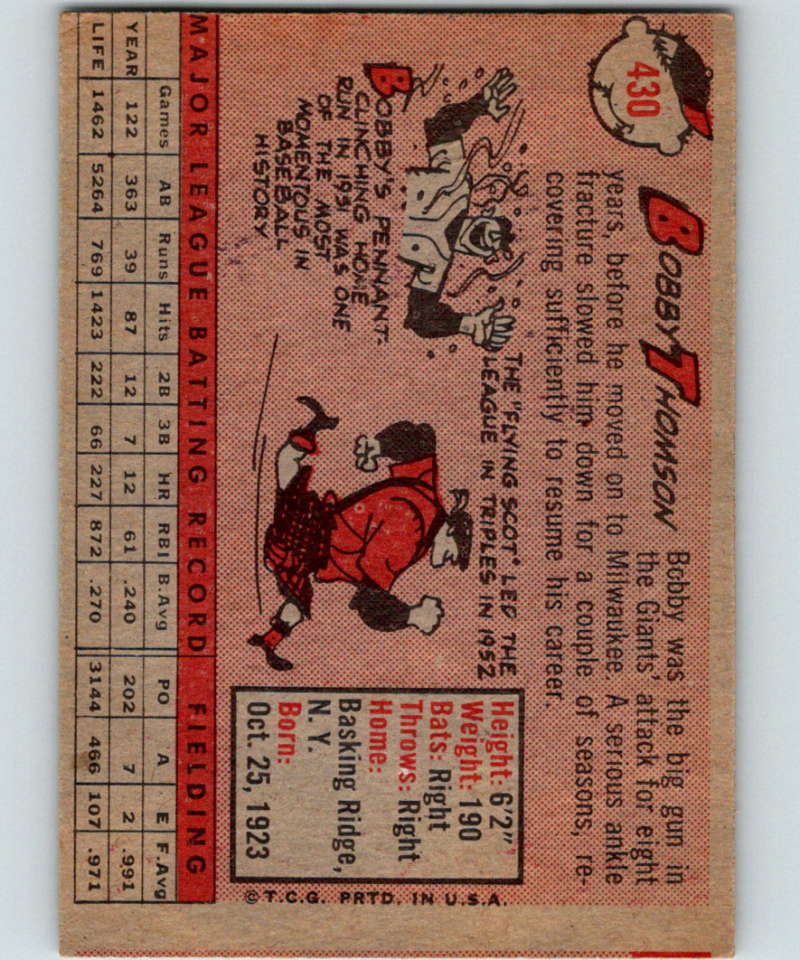 430
BOBBY THOMSON
Bobby was the big gun in
the Giants' attack for eight
years, before he moved on to Milwaukee. A serious ankle
fracture slowed him down for a couple of seasons, re-
covering sufficiently to resume his career.
BOBBY'S PENNANT-
CLINCHING HOME
RUN IN 1951 WAS ONE
OF THE MOST
MOMENTOUS IN
BASEBALL
HISTORY
THE "FLYING SCOT" LED THE
LEAGUE IN TRIPLES IN 1952
Height: 6'2"
Weight: 190
Bats: Right
Throws: Right
Home:
Basking Ridge,
N. Y.
Born:
Oct. 25, 1923
© T.C.G. PRTD. IN U.S.A.
MAJOR LEAGUE BATTING RECORD FIELDING
Games AB Runs Hits 2B 3B HR RBI B.Avg PO A E F.Avg
YEAR 122 363 39 87 12 7 12 61 .240 202 7 2 .991
LIFE 1462 5264 769 1423 222 66 227 872 .270 3144 466 107 .971